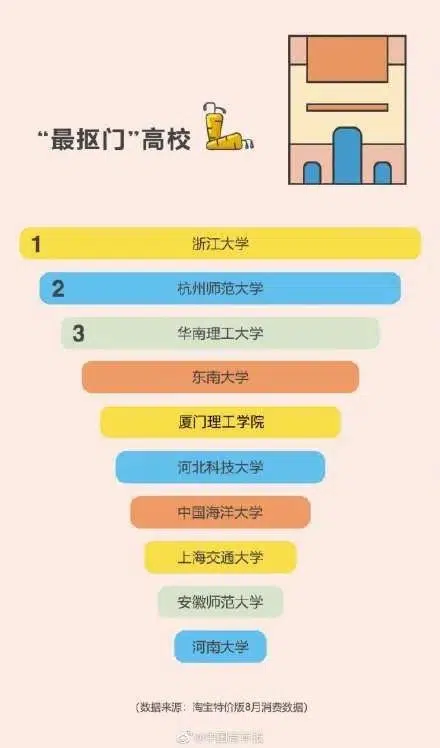 “最抠门”高校
1 浙江大学
2 杭州师范大学
3 华南理工大学
东南大学
厦门理工学院
河北科技大学
中国海洋大学
上海交通大学
安徽师范大学
河南大学
(数据来源：淘宝特价版8月消费数据)
@中国青年报